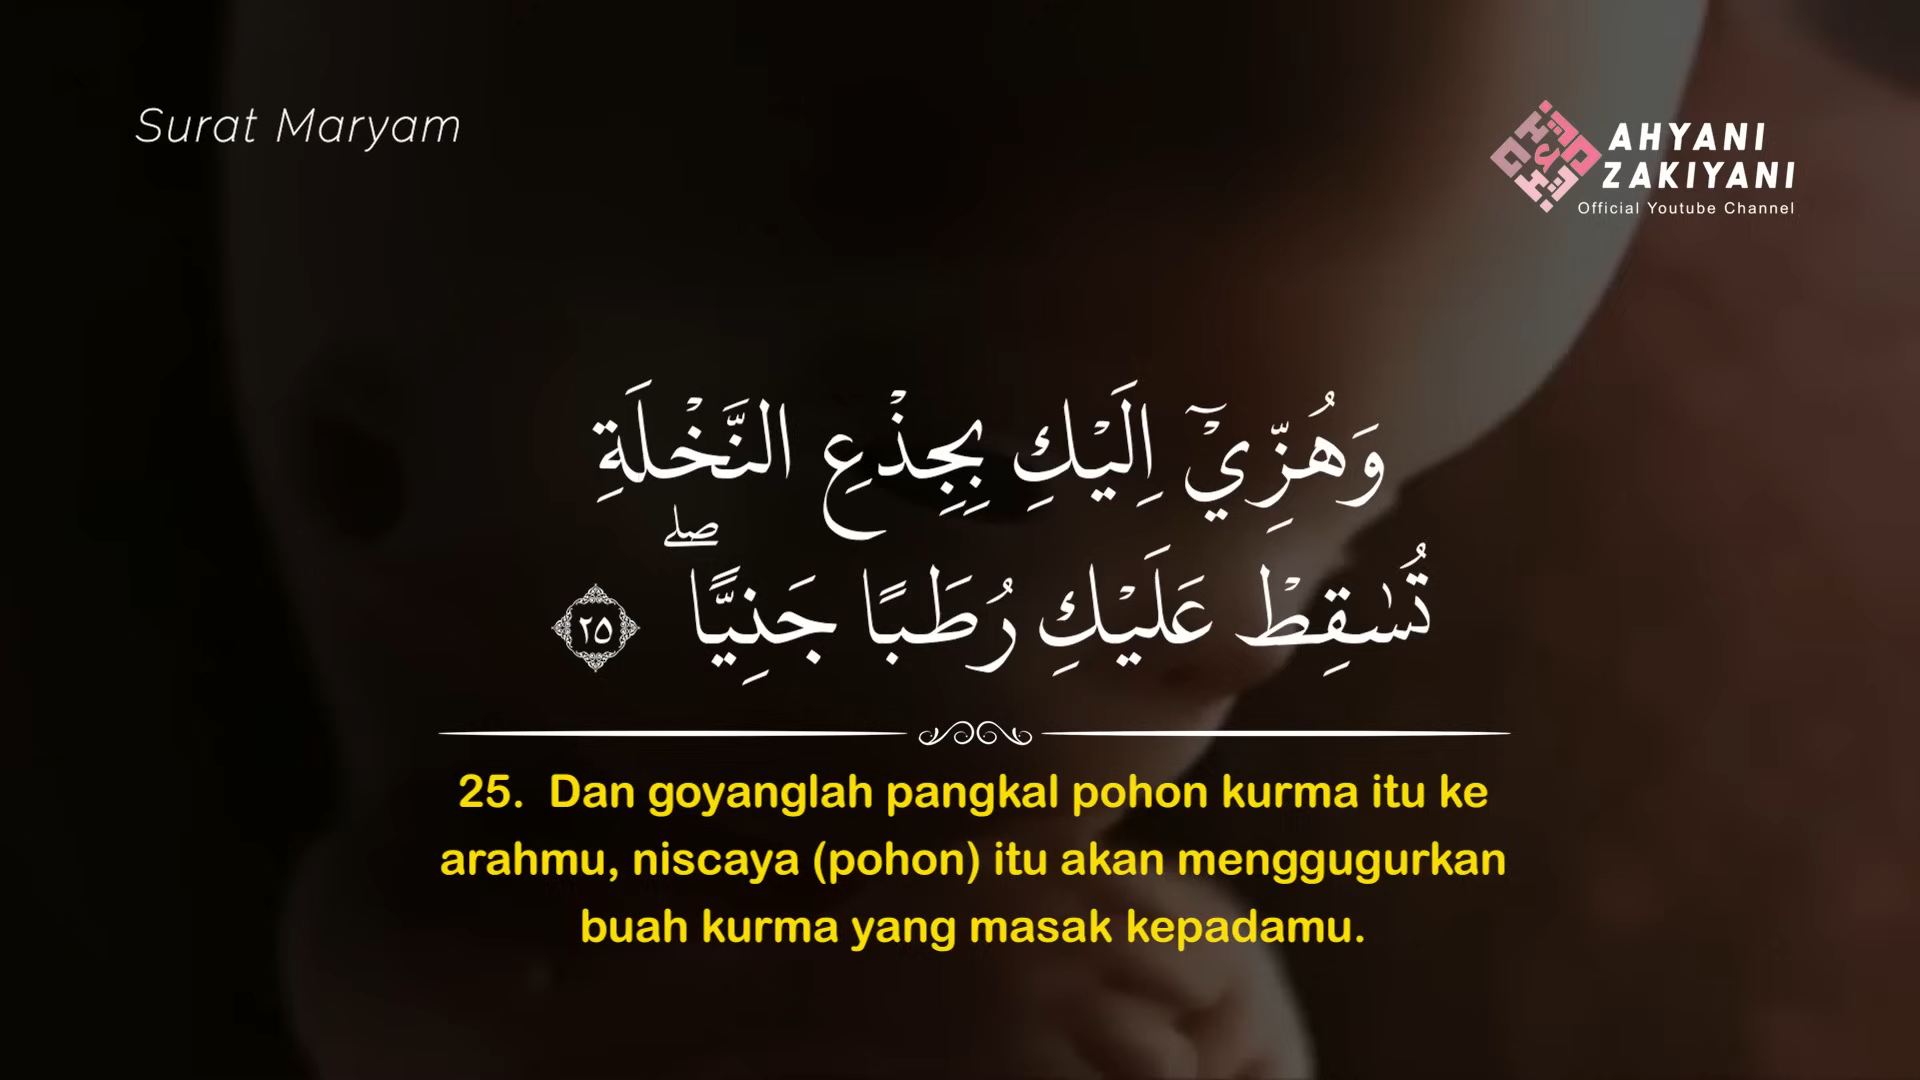 Surat Maryam
AHYANI
ZAKIYANI
Official Youtube Channel
وَهُزِّيْٓ اِلَيْكِ بِجِذْعِ النَّخْلَةِ
تُسٰقِطْ عَلَيْكِ رُطَبًا جَنِيًّا ۖ ٢٥
25. Dan goyanglah pangkal pohon kurma itu ke
arahmu, niscaya (pohon) itu akan menggugurkan
buah kurma yang masak kepadamu.